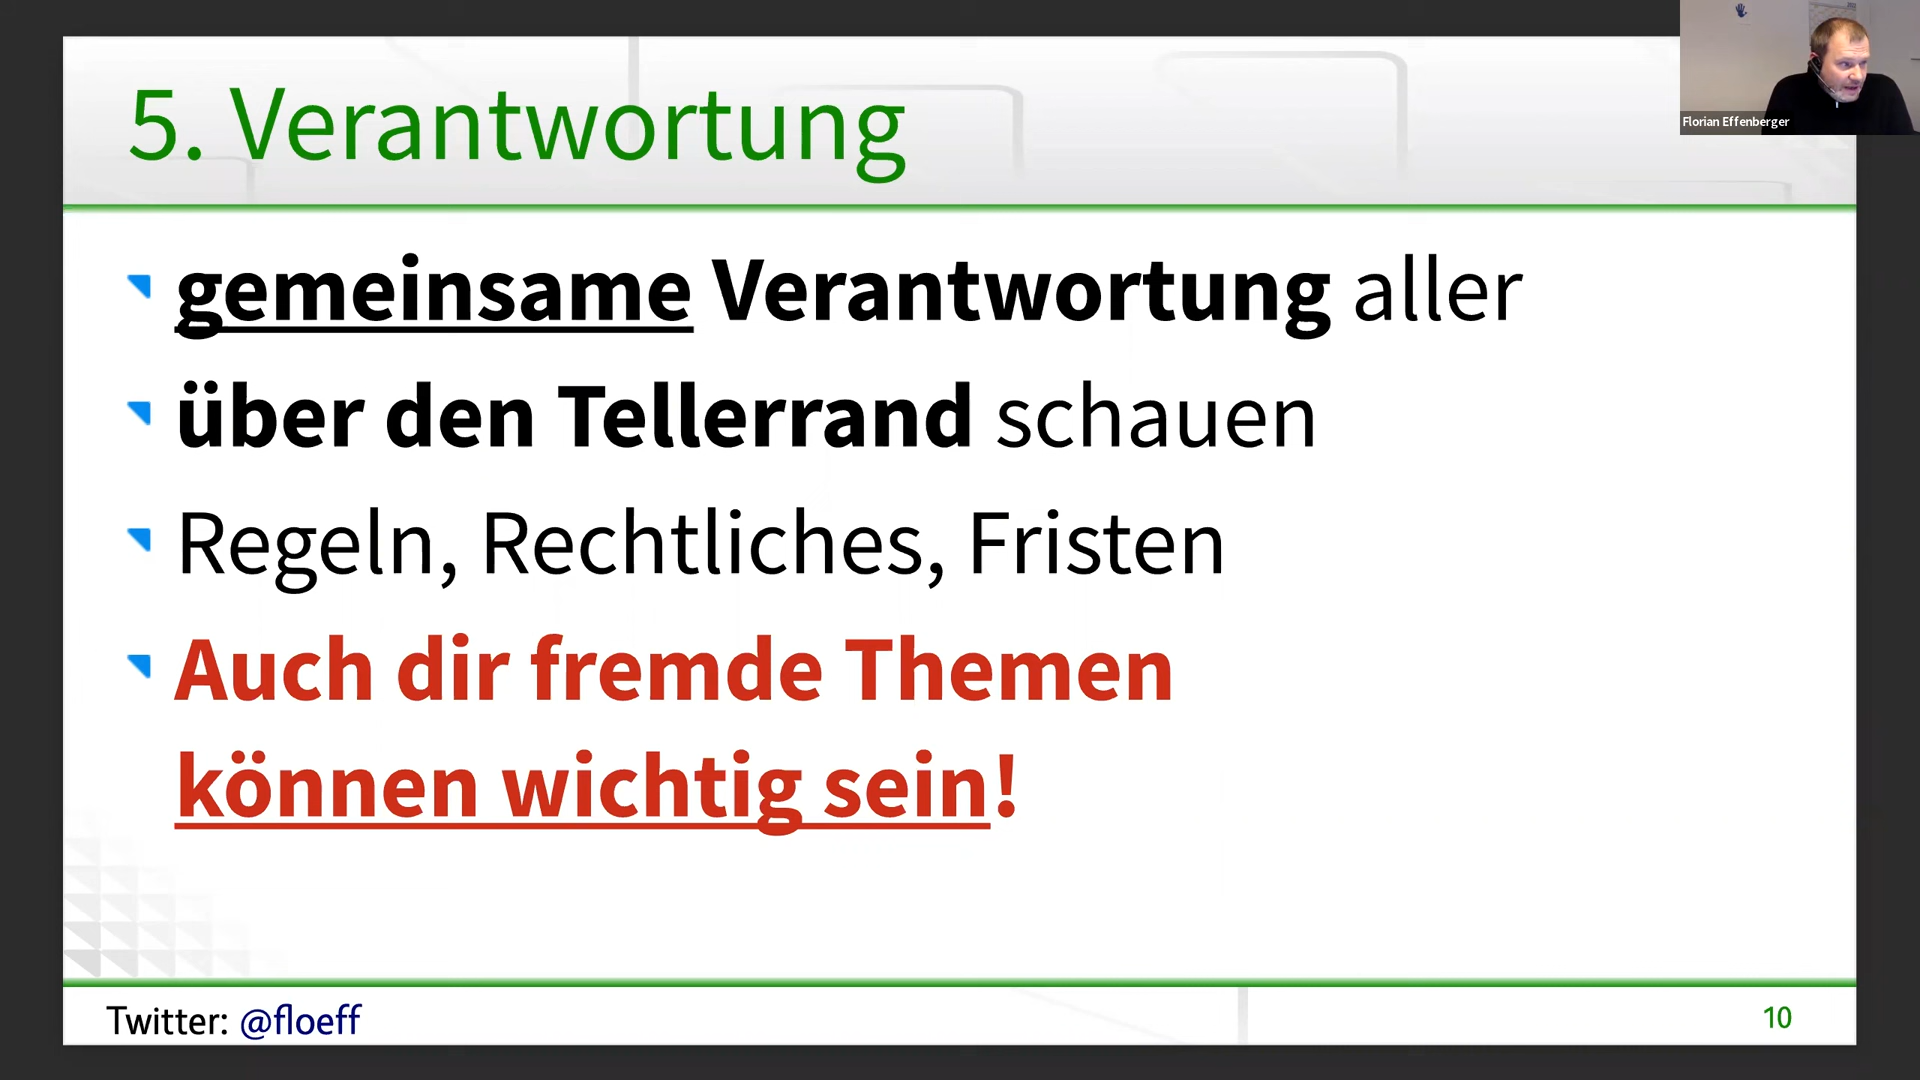 5. Verantwortung
Florian Effenberger
gemeinsame Verantwortung aller
über den Tellerrand schauen
Regeln, Rechtliches, Fristen
Auch dir fremde Themen
können wichtig sein!
Twitter: @floeff
10